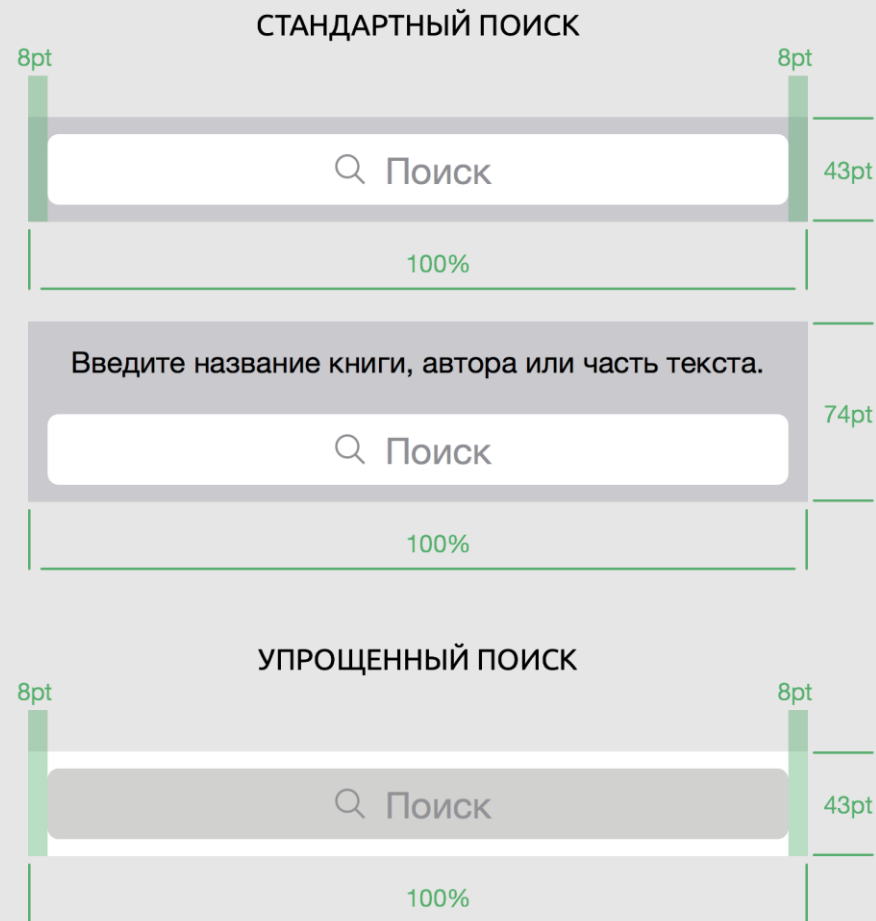 СТАНДАРТНЫЙ ПОИСК
8pt 8pt
Поиск
43pt
100%
Введите название книги, автора или часть текста.
74pt
Поиск
100%
УПРОЩЕННЫЙ ПОИСК
8pt 8pt
Поиск
43pt
100%